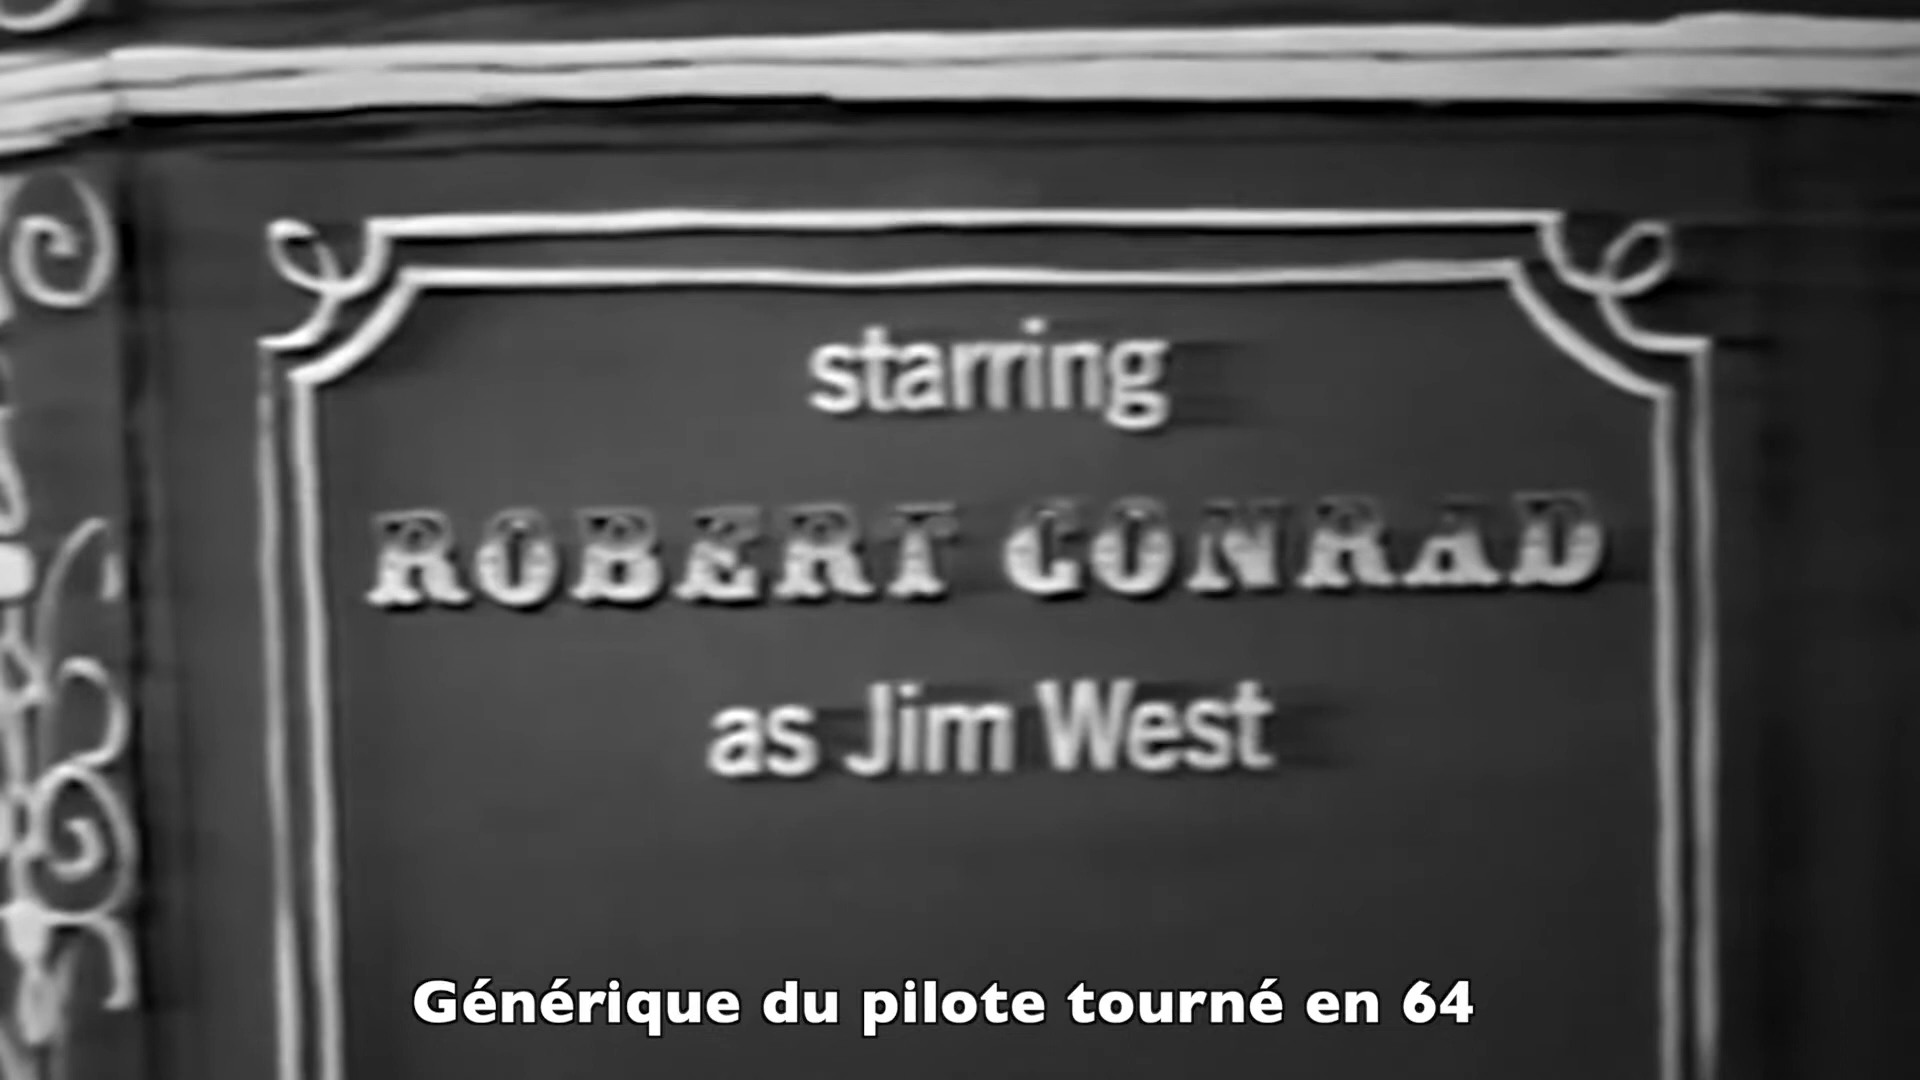 starring
ROBERT CONRAD
as Jim West
Générique du pilote tourné en 64